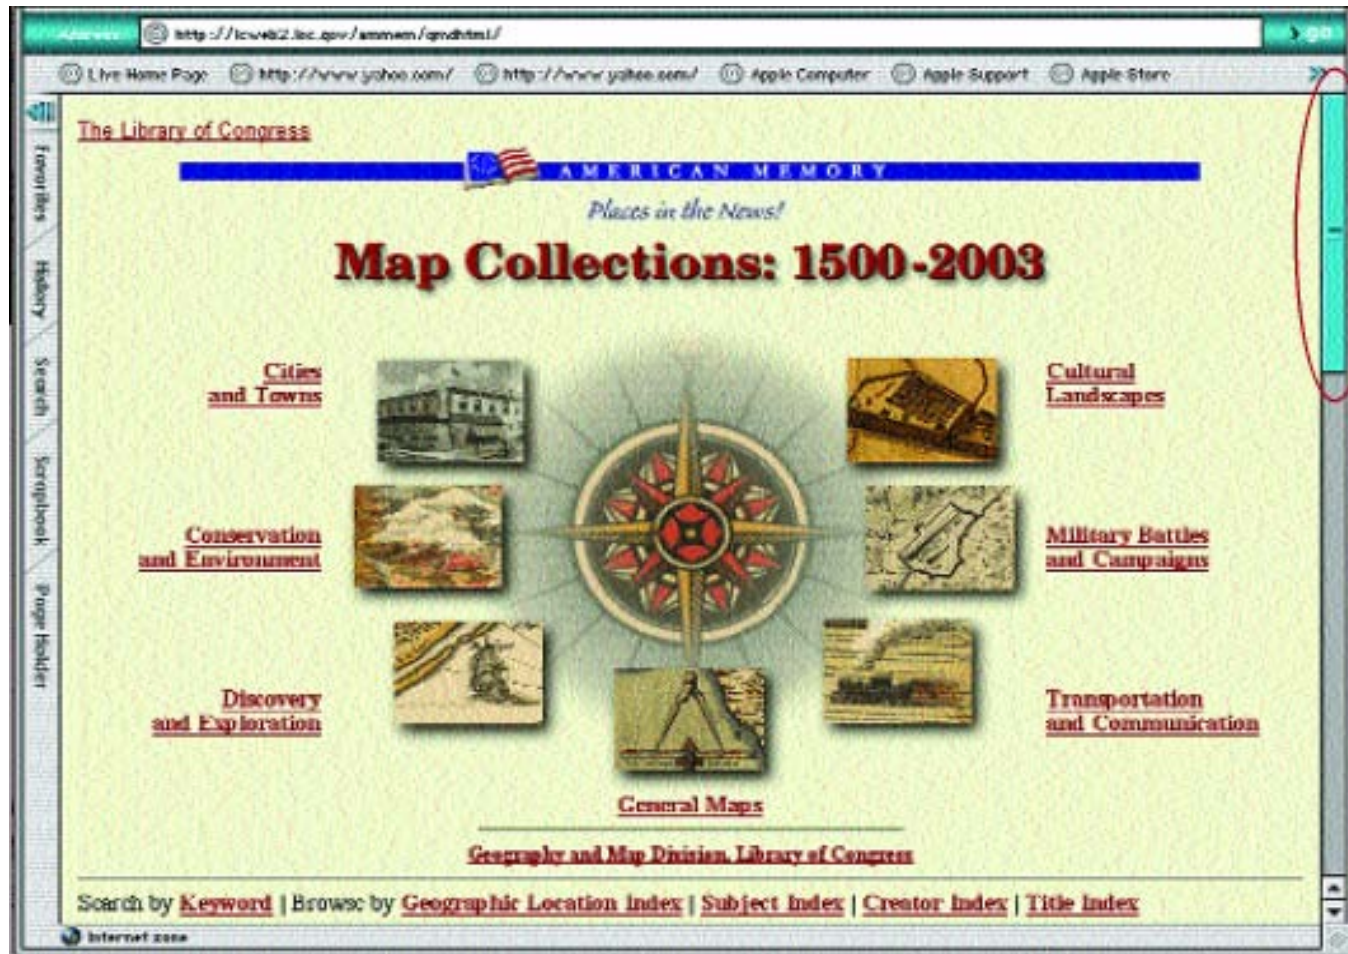 Address http://lcweb2.loc.gov/ammem/gmdhtml/ go
Live Home Page http://www.yahoo.com/ http://www.yahoo.com/ Apple Computer Apple Support Apple Store
The Library of Congress
AMERICAN MEMORY
Places in the News!
Map Collections: 1500-2003
Favorites
History
Search
Scrapbook
Page Holder
Cities
and Towns
Cultural
Landscapes
Conservation
and Environment
Military Battles
and Campaigns
Discovery
and Exploration
Transportation
and Communication
General Maps
Geography and Map Division, Library of Congress
Search by Keyword | Browse by Geographic Location Index | Subject Index | Creator Index | Title Index
Internet zone